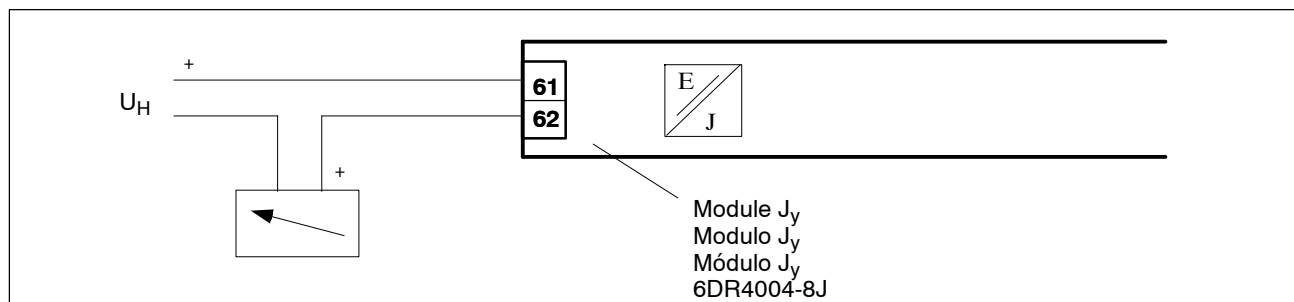 +
U_H
61
62
E
J
+
Module J_y
Modulo J_y
Módulo J_y
6DR4004-8J